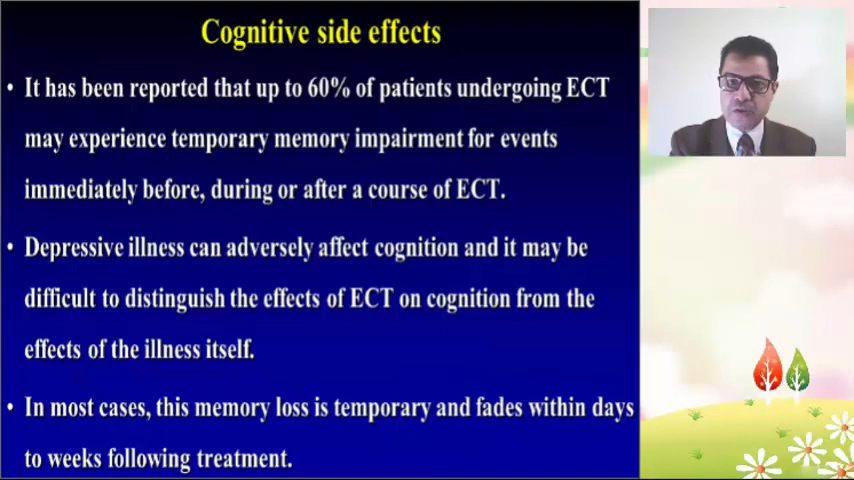 Cognitive side effects
• It has been reported that up to 60% of patients undergoing ECT
may experience temporary memory impairment for events
immediately before, during or after a course of ECT.
• Depressive illness can adversely affect cognition and it may be
difficult to distinguish the effects of ECT on cognition from the
effects of the illness itself.
• In most cases, this memory loss is temporary and fades within days
to weeks following treatment.